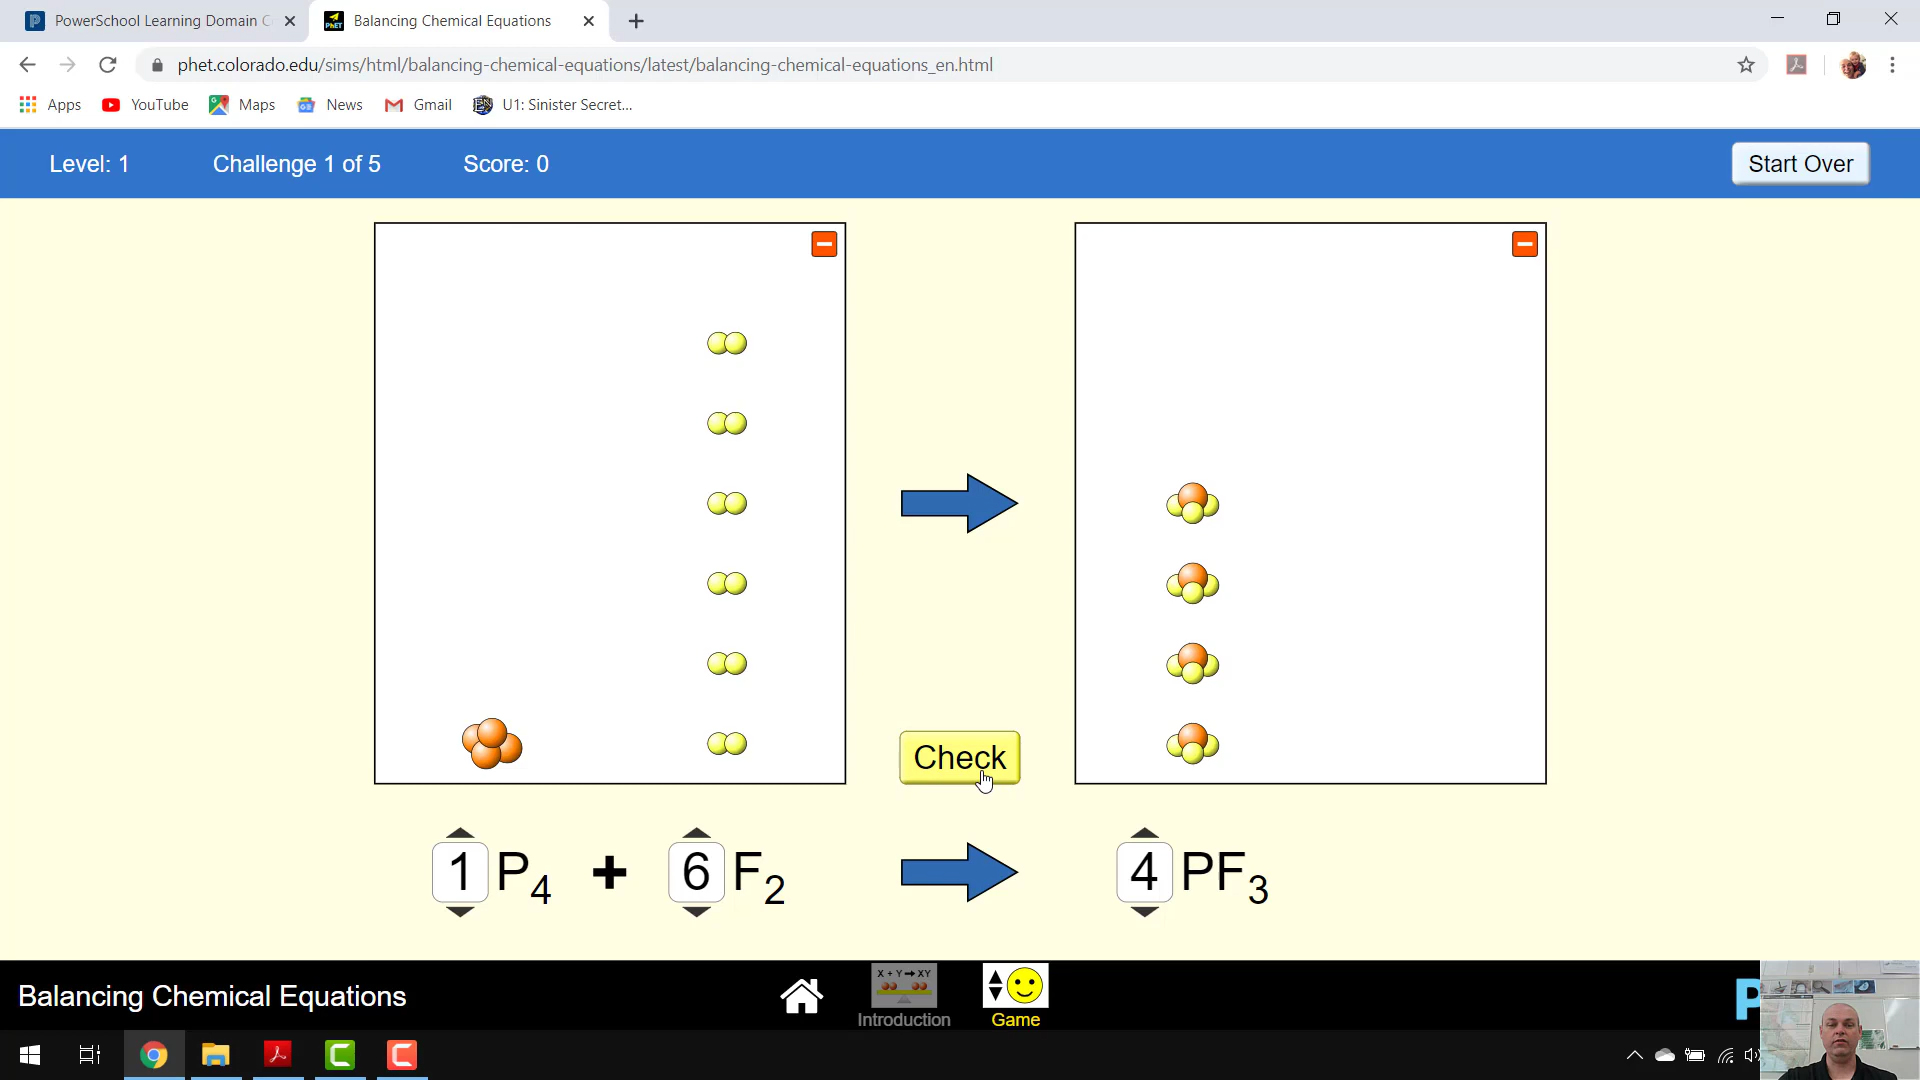 PowerSchool Learning Domain C
Balancing Chemical Equations
phet.colorado.edu/sims/html/balancing-chemical-equations/latest/balancing-chemical-equations_en.html
Apps YouTube Maps News Gmail U1: Sinister Secret...
Level: 1 Challenge 1 of 5 Score: 0 Start Over
Check
1 P4 + 6 F2 4 PF3
Balancing Chemical Equations
X + Y → XY
Introduction
Game
P